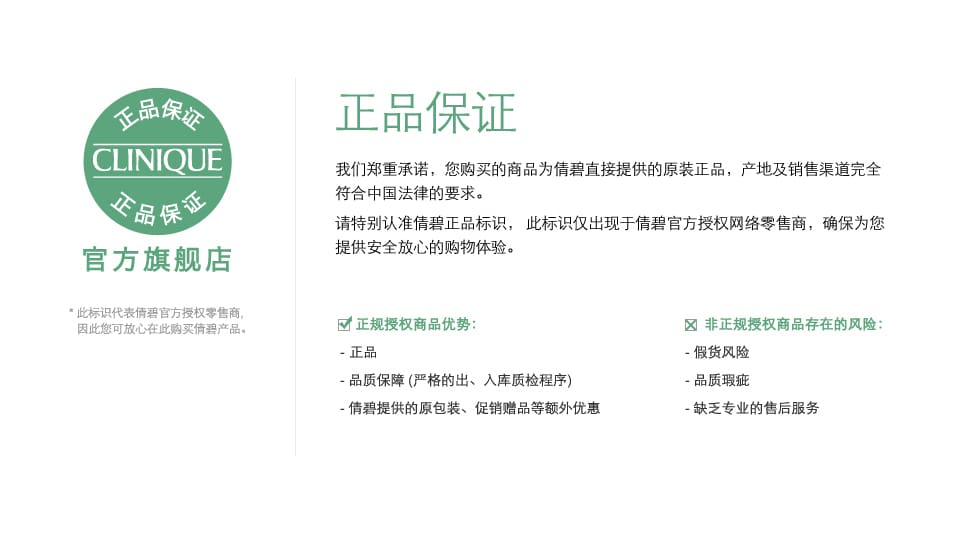 正品保证
CLINIQUE
正品保证
官方旗舰店
* 此标识代表倩碧官方授权零售商,
因此您可放心在此购买倩碧产品。
正品保证
我们郑重承诺，您购买的商品为倩碧直接提供的原装正品，产地及销售渠道完全
符合中国法律的要求。
请特别认准倩碧正品标识， 此标识仅出现于倩碧官方授权网络零售商，确保为您
提供安全放心的购物体验。
正规授权商品优势：
- 正品
- 品质保障 (严格的出、入库质检程序)
- 倩碧提供的原包装、促销赠品等额外优惠
非正规授权商品存在的风险：
- 假货风险
- 品质瑕疵
- 缺乏专业的售后服务